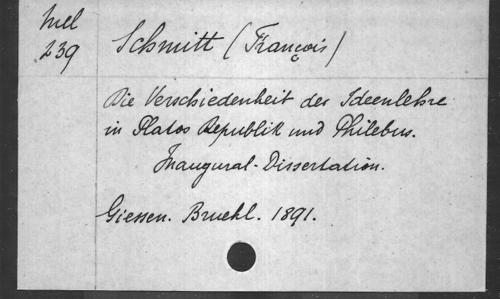 Mel
239
Schmitt (François)
Die Verschiedenheit der Ideenlehre
in Platos Republik und Philebus.
Inaugural-Dissertation.
Giessen. Bruehl. 1891.